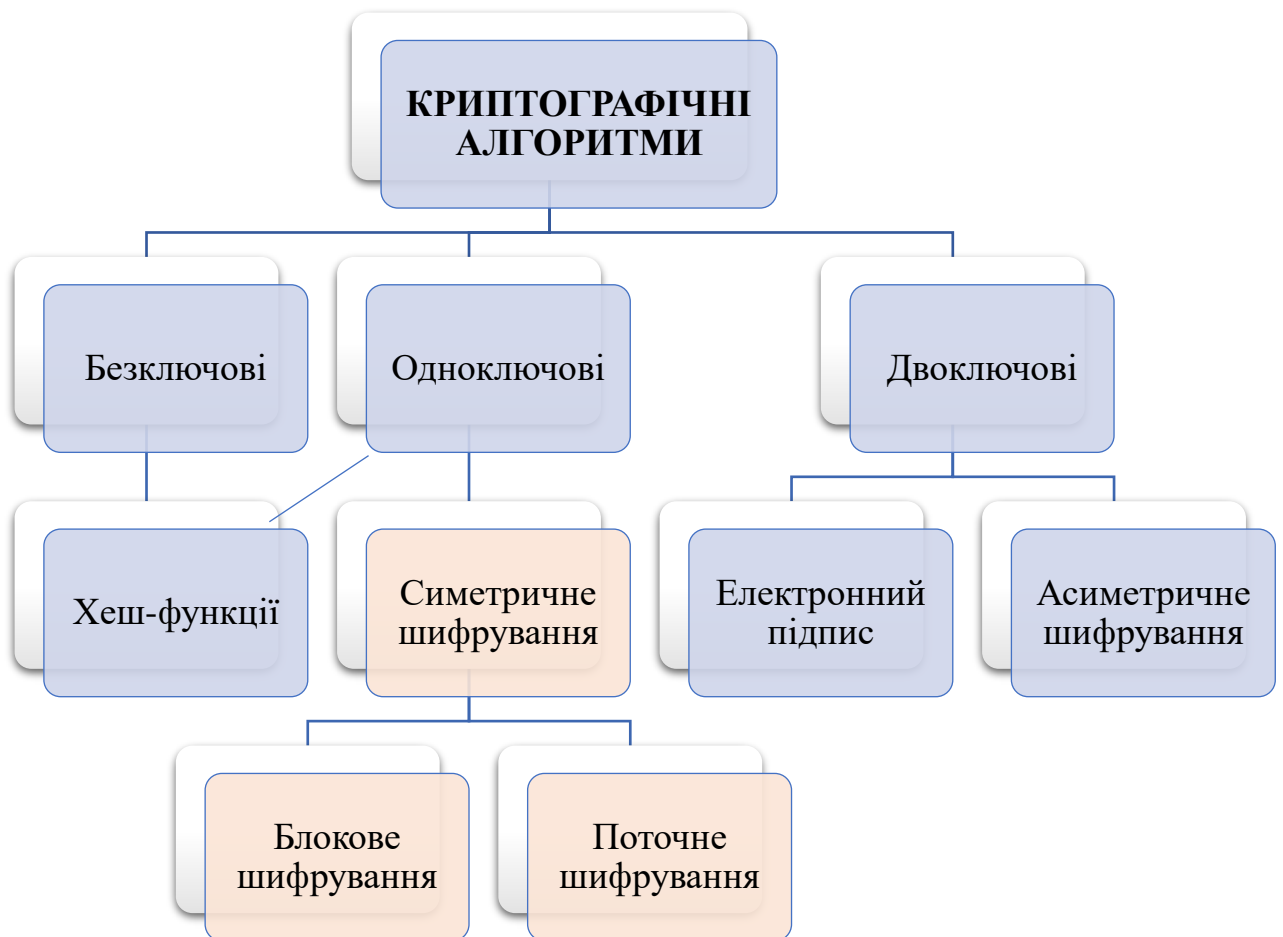 КРИПТОГРАФІЧНІ
АЛГОРИТМИ
Безключові
Одноключові
Двоключові
Хеш-функції
Симетричне
шифрування
Електронний
підпис
Асиметричне
шифрування
Блокове
шифрування
Поточне
шифрування